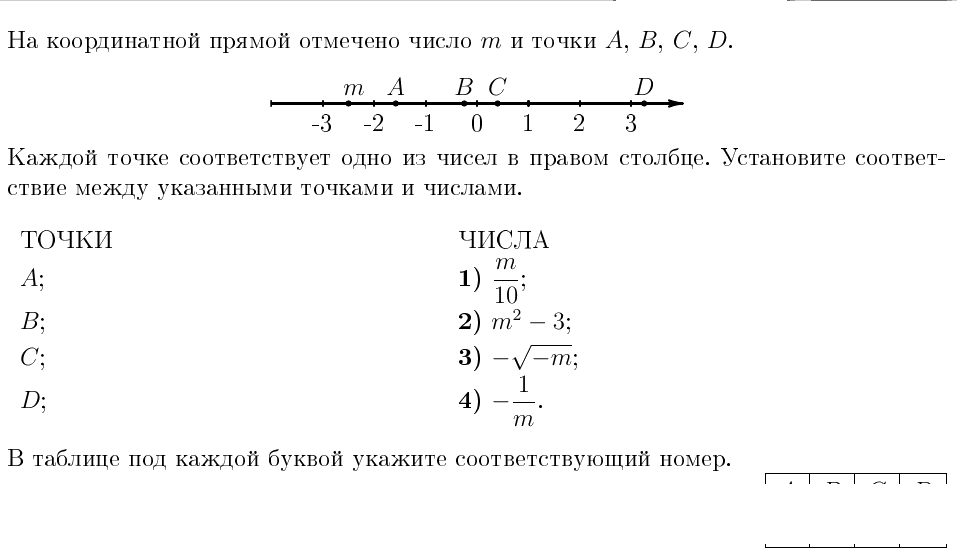 На координатной прямой отмечено число m и точки A, B, C, D.
m A B C D
-3 -2 -1 0 1 2 3
Каждой точке соответствует одно из чисел в правом столбце. Установите соответ-
ствие между указанными точками и числами.
ТОЧКИ ЧИСЛА
A; 1) m/10;
B; 2) m² − 3;
C; 3) −√−m;
D; 4) −1/m.
В таблице под каждой буквой укажите соответствующий номер.